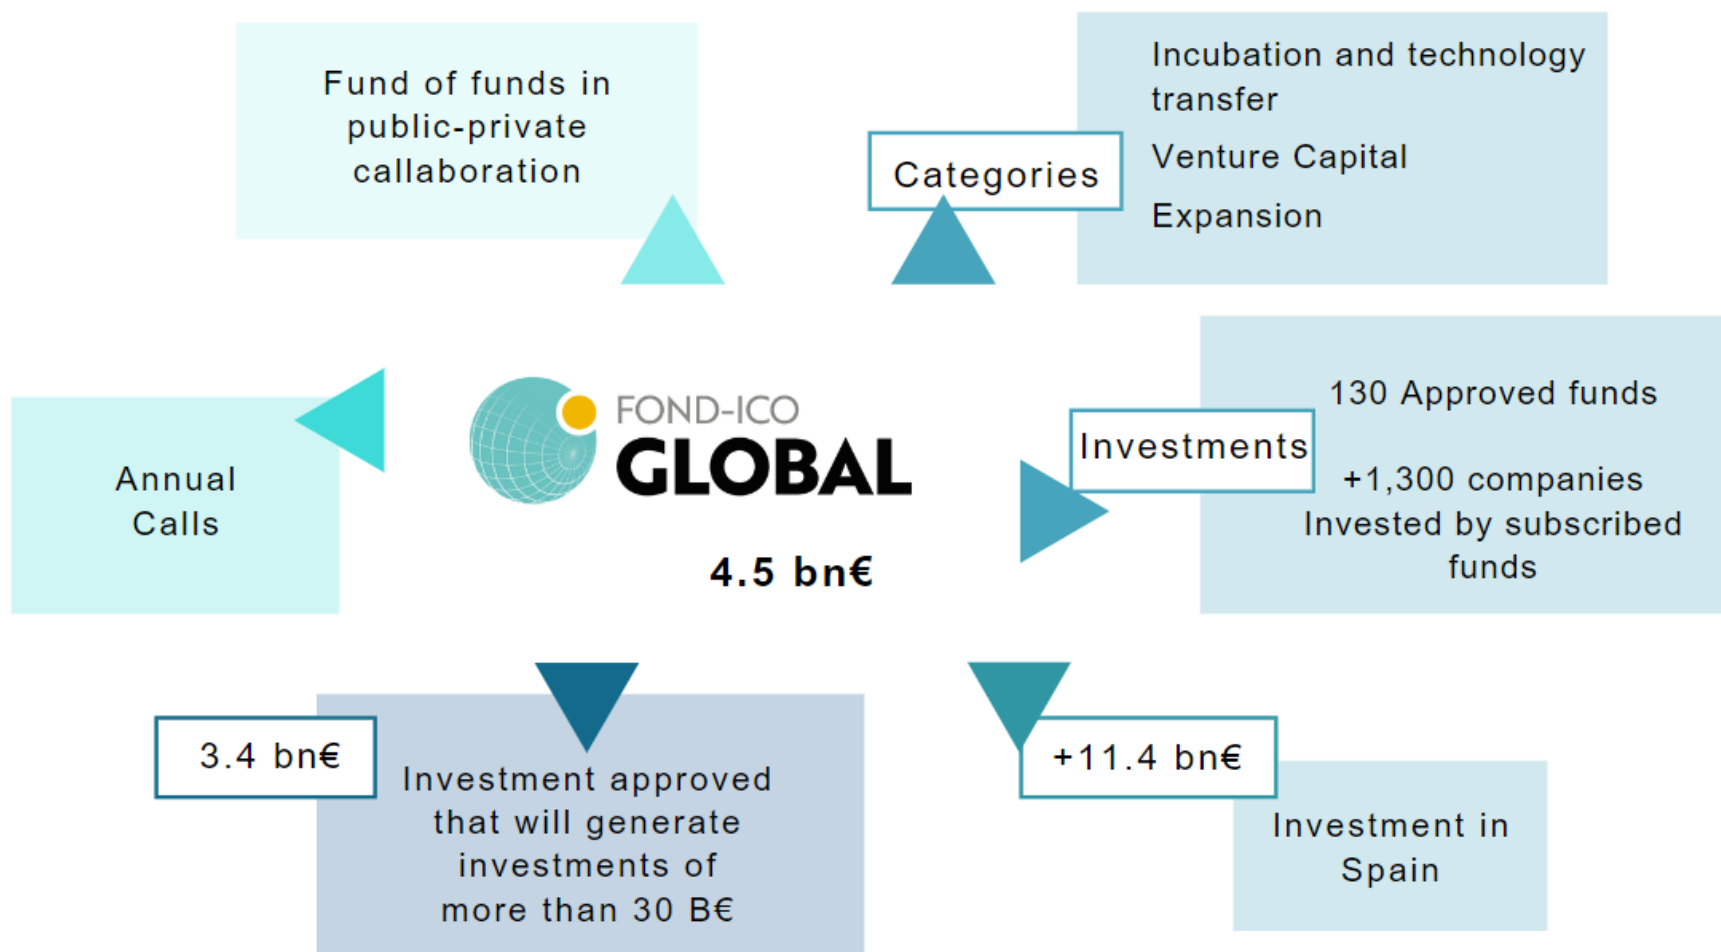 Fund of funds in
public-private
callaboration
Categories
Incubation and technology
transfer
Venture Capital
Expansion
Annual
Calls
FOND-ICO
GLOBAL
4.5 bn€
Investments
130 Approved funds
+1,300 companies
Invested by subscribed
funds
3.4 bn€
Investment approved
that will generate
investments of
more than 30 B€
+11.4 bn€
Investment in
Spain